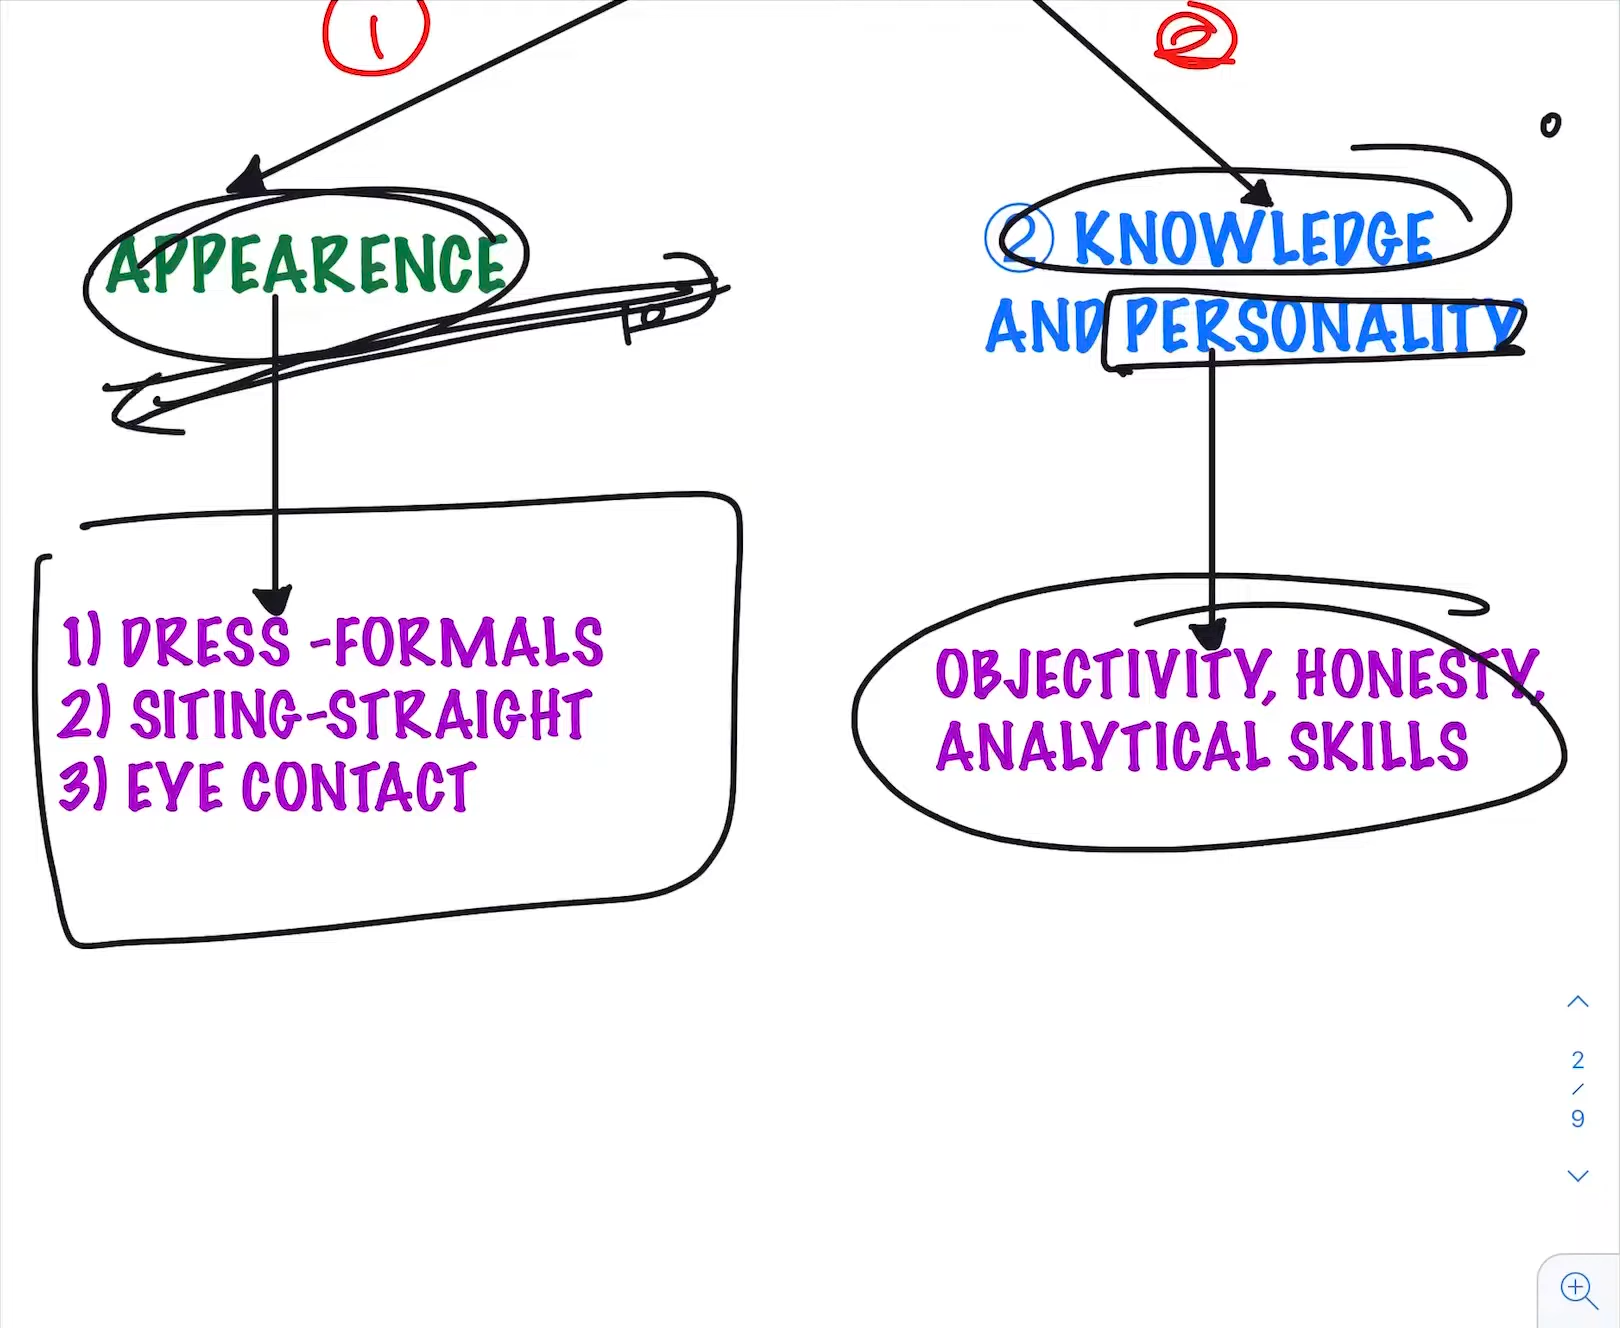 1
2
APPEARENCE
2 KNOWLEDGE
AND PERSONALITY
1) DRESS -FORMALS
2) SITING-STRAIGHT
3) EYE CONTACT
OBJECTIVITY, HONESTY,
ANALYTICAL SKILLS
2
/
9